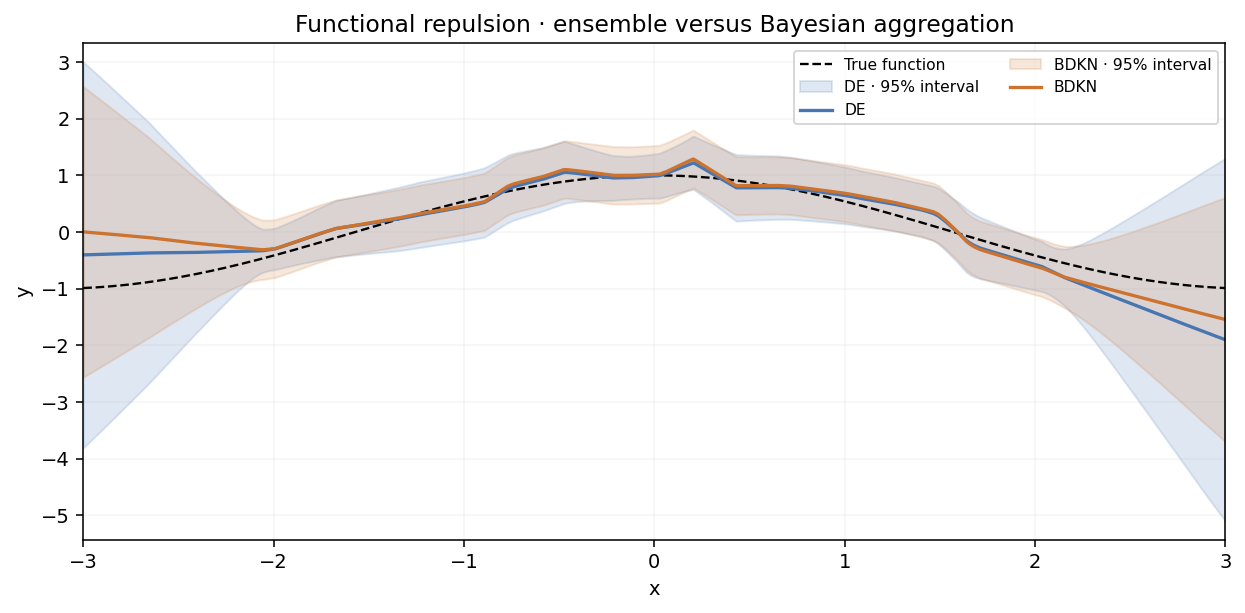 Functional repulsion · ensemble versus Bayesian aggregation
True function
DE · 95% interval
DE
BDKN · 95% interval
BDKN
y
3
2
1
0
−1
−2
−3
−4
−5
−3
−2
−1
0
1
2
3
x